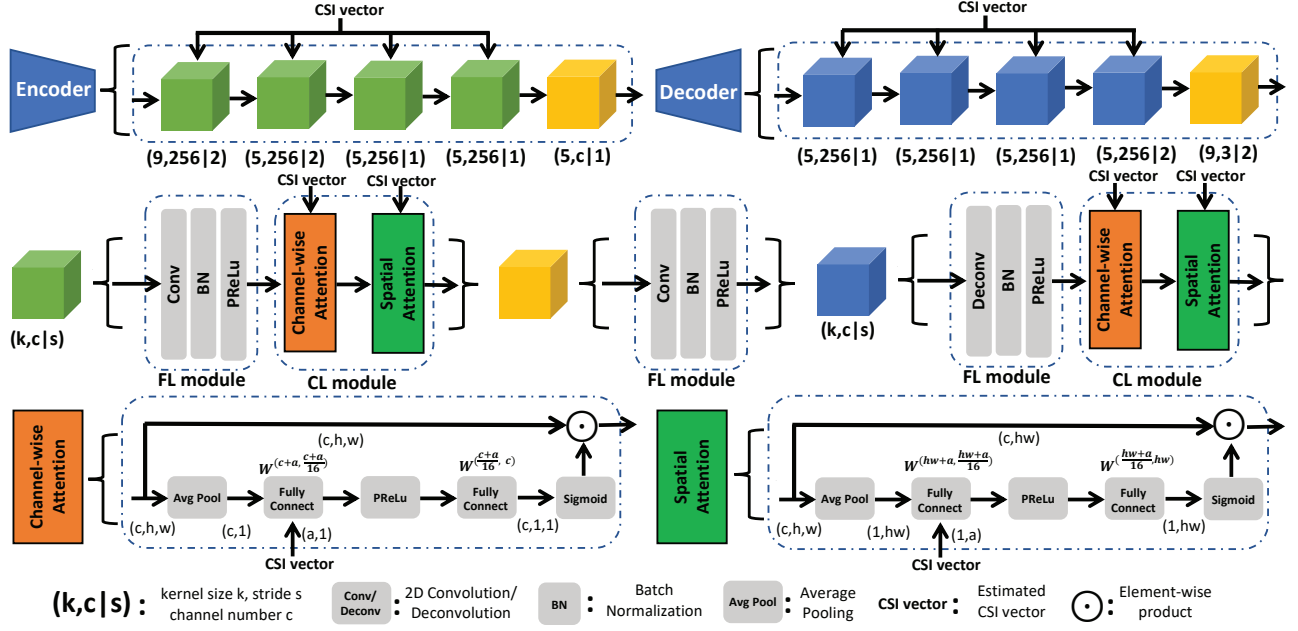 CSI vector
CSI vector
Encoder
Decoder
(9,256|2)
(5,256|2)
(5,256|1)
(5,256|1)
(5,c|1)
(5,256|1)
(5,256|1)
(5,256|1)
(5,256|2)
(9,3|2)
CSI vector
CSI vector
CSI vector
CSI vector
Conv
BN
PReLu
Channel-wise
Attention
Spatial
Attention
Conv
BN
PReLu
Deconv
BN
PReLu
Channel-wise
Attention
Spatial
Attention
(k,c|s)
(k,c|s)
FL module
CL module
FL module
FL module
CL module
Channel-wise
Attention
(c,h,w)
W^(c+a, (c+a)/16)
W^((c+a)/16, c)
Avg Pool
Fully
Connect
PReLu
Fully
Connect
Sigmoid
(c,h,w)
(c,1)
(a,1)
(c,1,1)
CSI vector
Spatial
Attention
(c,hw)
W^(hw+a, (hw+a)/16)
W^((hw+a)/16, hw)
Avg Pool
Fully
Connect
PReLu
Fully
Connect
Sigmoid
(c,h,w)
(1,hw)
(1,a)
(1,hw)
CSI vector
(k,c|s) :
kernel size k, stride s
channel number c
Conv/
Deconv
:
2D Convolution/
Deconvolution
BN
:
Batch
Normalization
Avg Pool
:
Average
Pooling
CSI vector :
Estimated
CSI vector
:
Element-wise
product